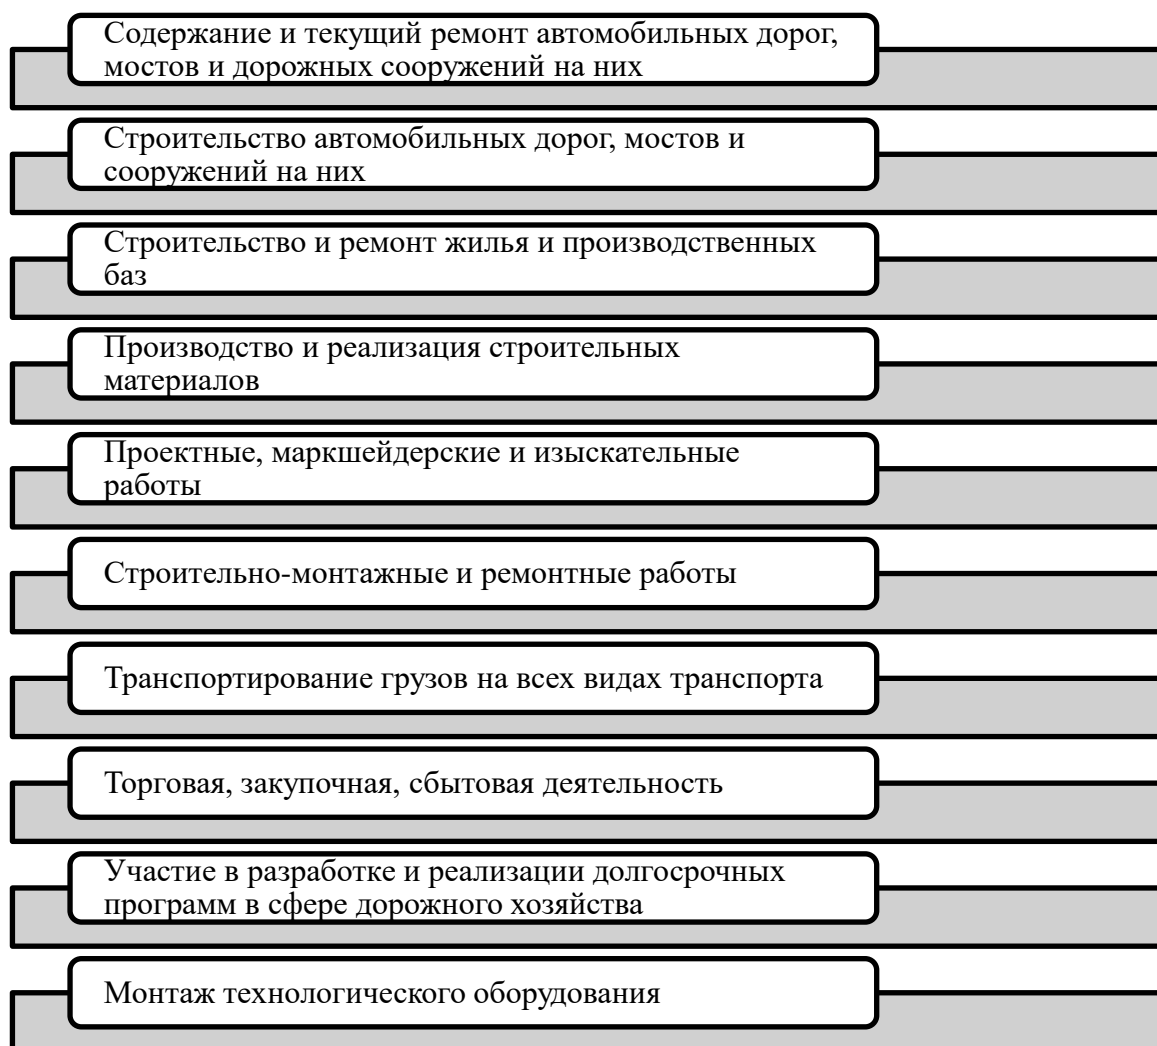 Содержание и текущий ремонт автомобильных дорог,
мостов и дорожных сооружений на них
Строительство автомобильных дорог, мостов и
сооружений на них
Строительство и ремонт жилья и производственных
баз
Производство и реализация строительных
материалов
Проектные, маркшейдерские и изыскательные
работы
Строительно-монтажные и ремонтные работы
Транспортирование грузов на всех видах транспорта
Торговая, закупочная, сбытовая деятельность
Участие в разработке и реализации долгосрочных
программ в сфере дорожного хозяйства
Монтаж технологического оборудования